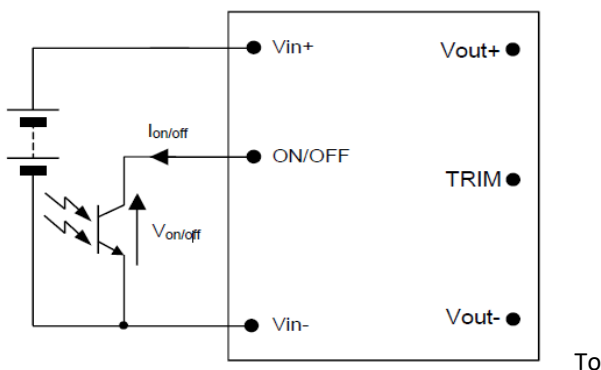 Vin+
Vout+
Ion/off
ON/OFF
TRIM
Von/off
Vin-
Vout-
To